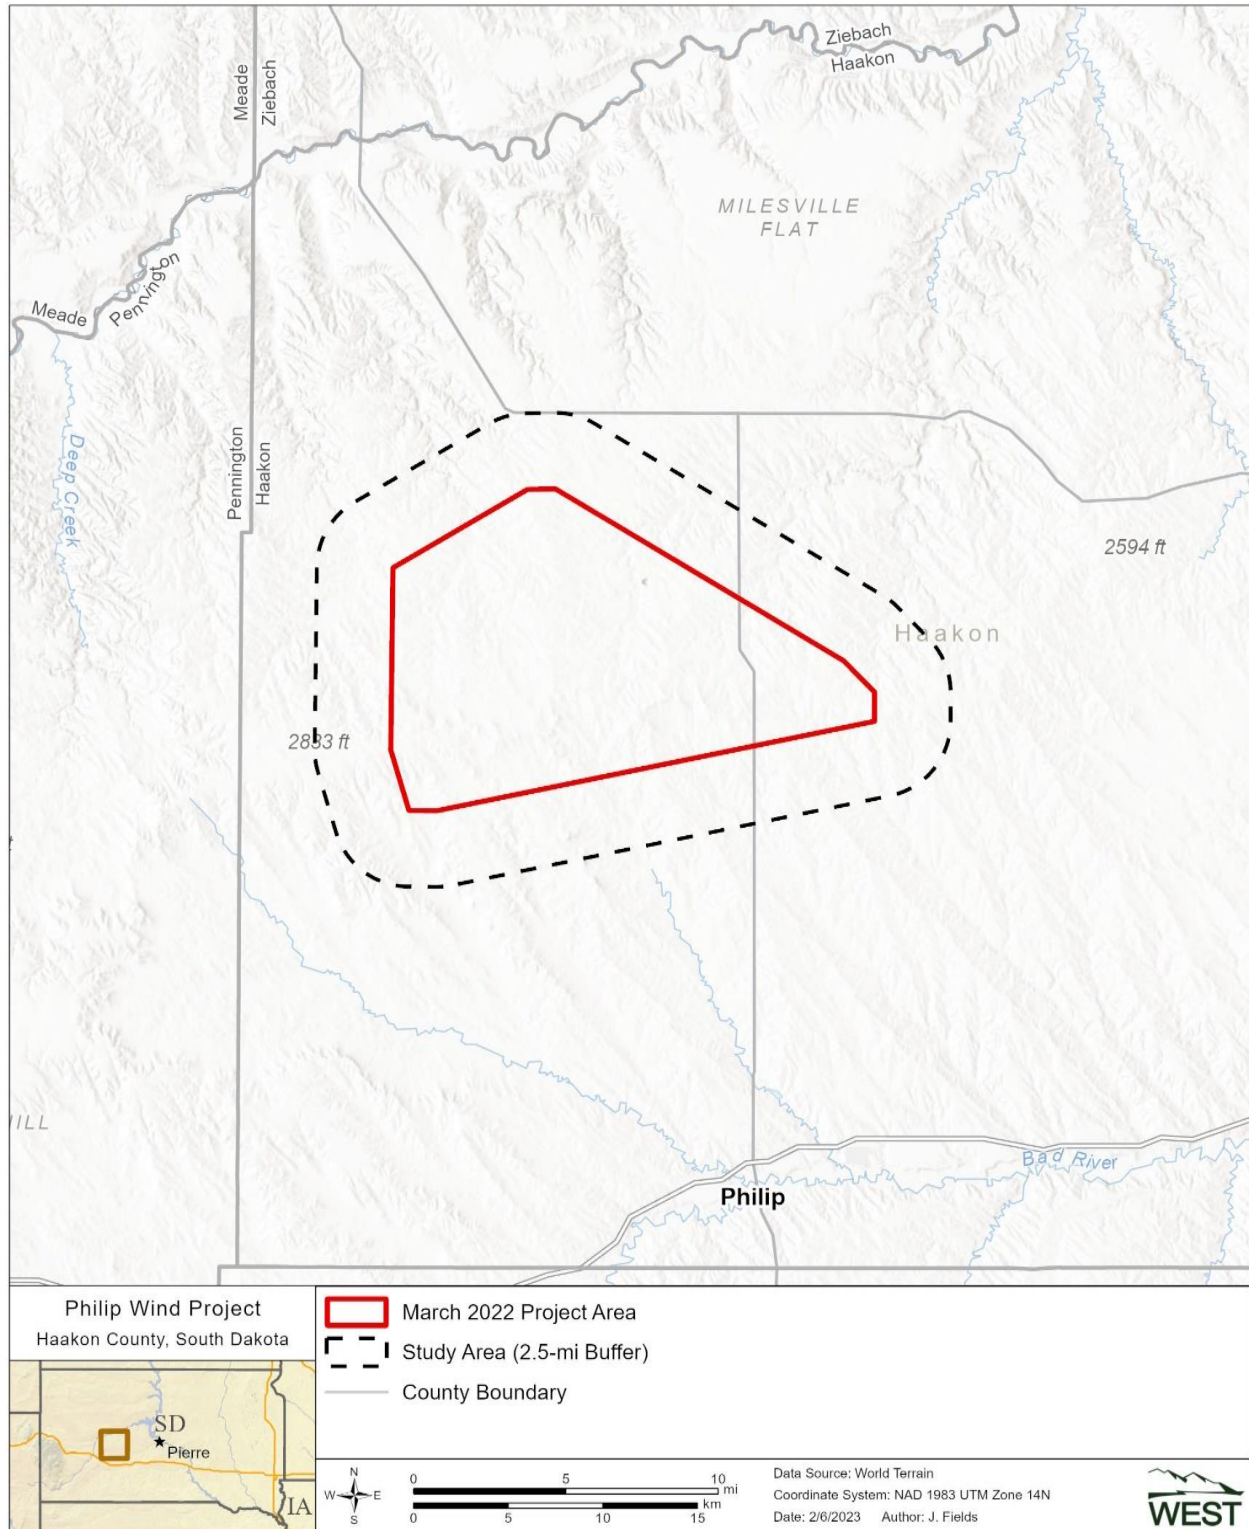 Ziebach
Haakon
Meade
Ziebach
MILESVILLE
FLAT
Pennington
Meade
Deep Creek
Pennington
Haakon
2594 ft
Haakon
2833 ft
ILL
Bad River
Philip
Philip Wind Project
Haakon County, South Dakota
SD
Pierre
IA
March 2022 Project Area
Study Area (2.5-mi Buffer)
County Boundary
N
W E
S
0 5 10
mi
km
0 5 10 15
Data Source: World Terrain
Coordinate System: NAD 1983 UTM Zone 14N
Date: 2/6/2023 Author: J. Fields
WEST